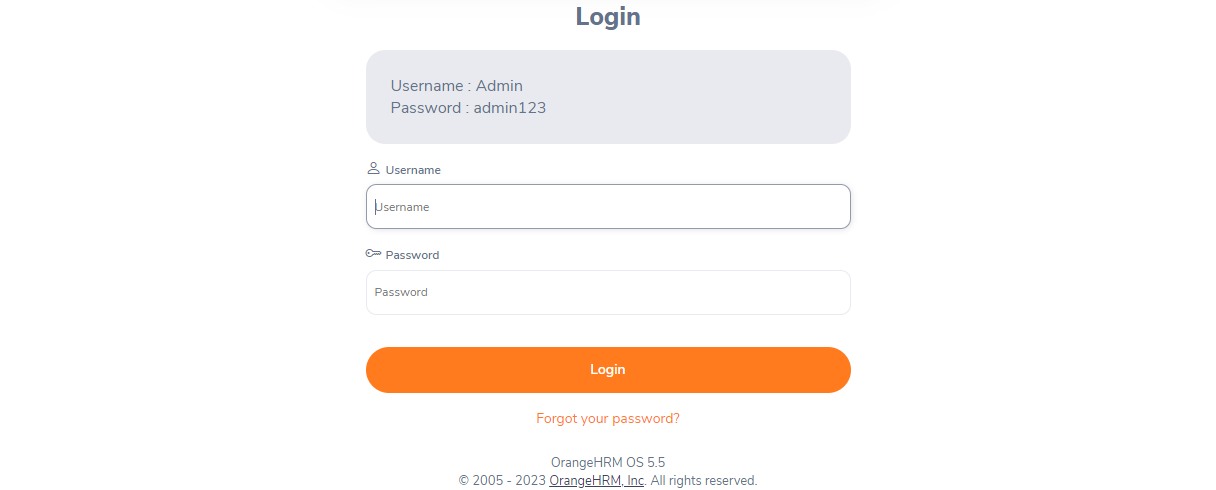 Login
Username : Admin
Password : admin123
Username
Username
Password
Password
Login
Forgot your password?
OrangeHRM OS 5.5
© 2005 - 2023 OrangeHRM, Inc. All rights reserved.